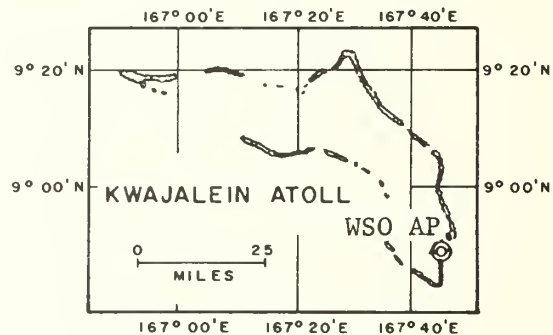 167° 00'E 167° 20'E 167° 40'E
9° 20' N 9° 20' N
9° 00' N 9° 00' N
KWAJALEIN ATOLL
WSO AP
0 25
MILES
167° 00'E 167° 20'E 167° 40'E